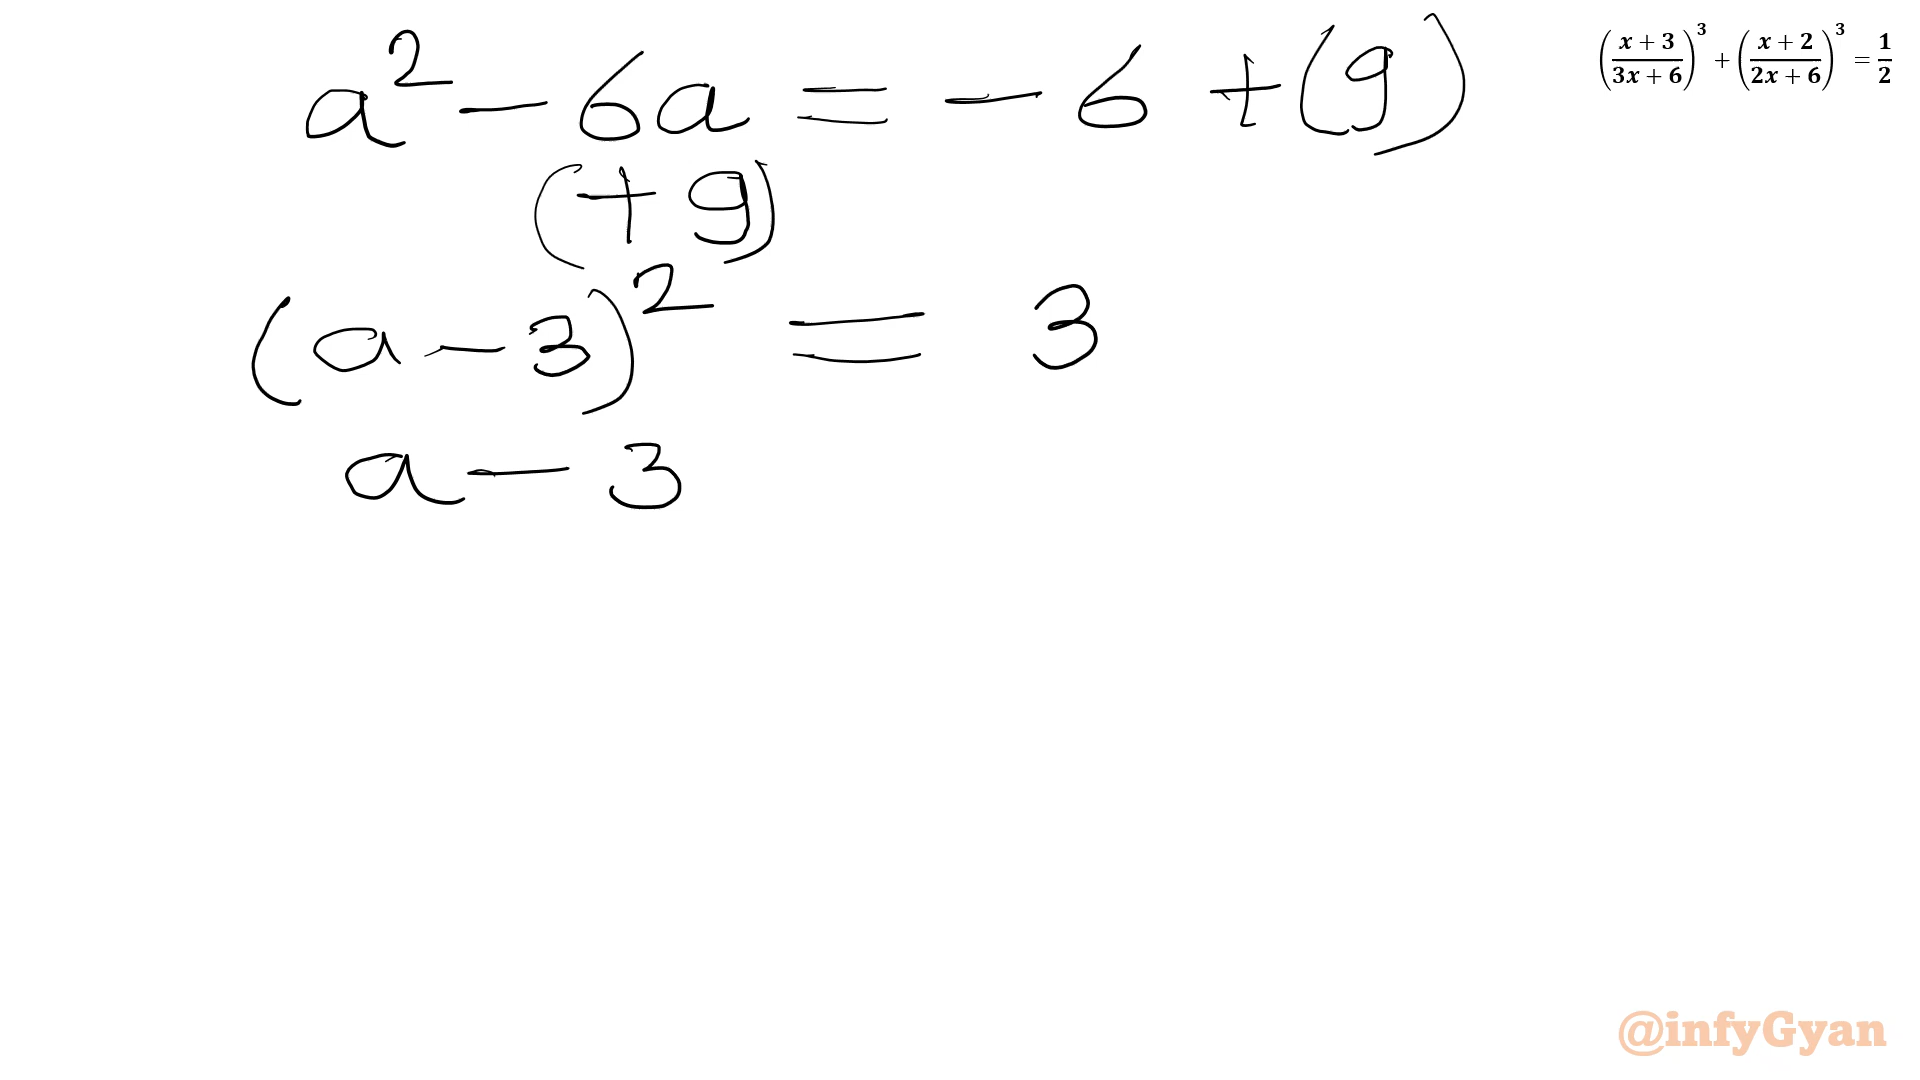 a² - 6a = - 6 + (9)
(+ 9)
(a - 3)² = 3
a - 3
((x + 3)/(3x + 6))³ + ((x + 2)/(2x + 6))³ = 1/2
@infyGyan